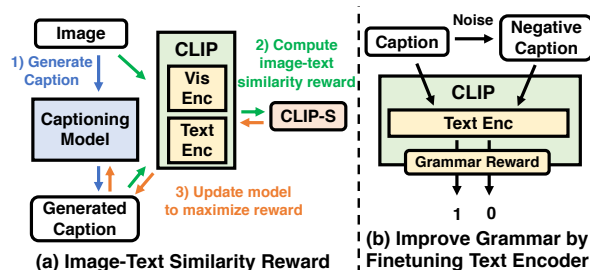 Image
1) Generate
Caption
Captioning
Model
Generated
Caption
CLIP
Vis
Enc
Text
Enc
2) Compute
image-text
similarity reward
CLIP-S
3) Update model
to maximize reward
(a) Image-Text Similarity Reward
Caption
Noise
Negative
Caption
CLIP
Text Enc
Grammar Reward
1 0
(b) Improve Grammar by
Finetuning Text Encoder